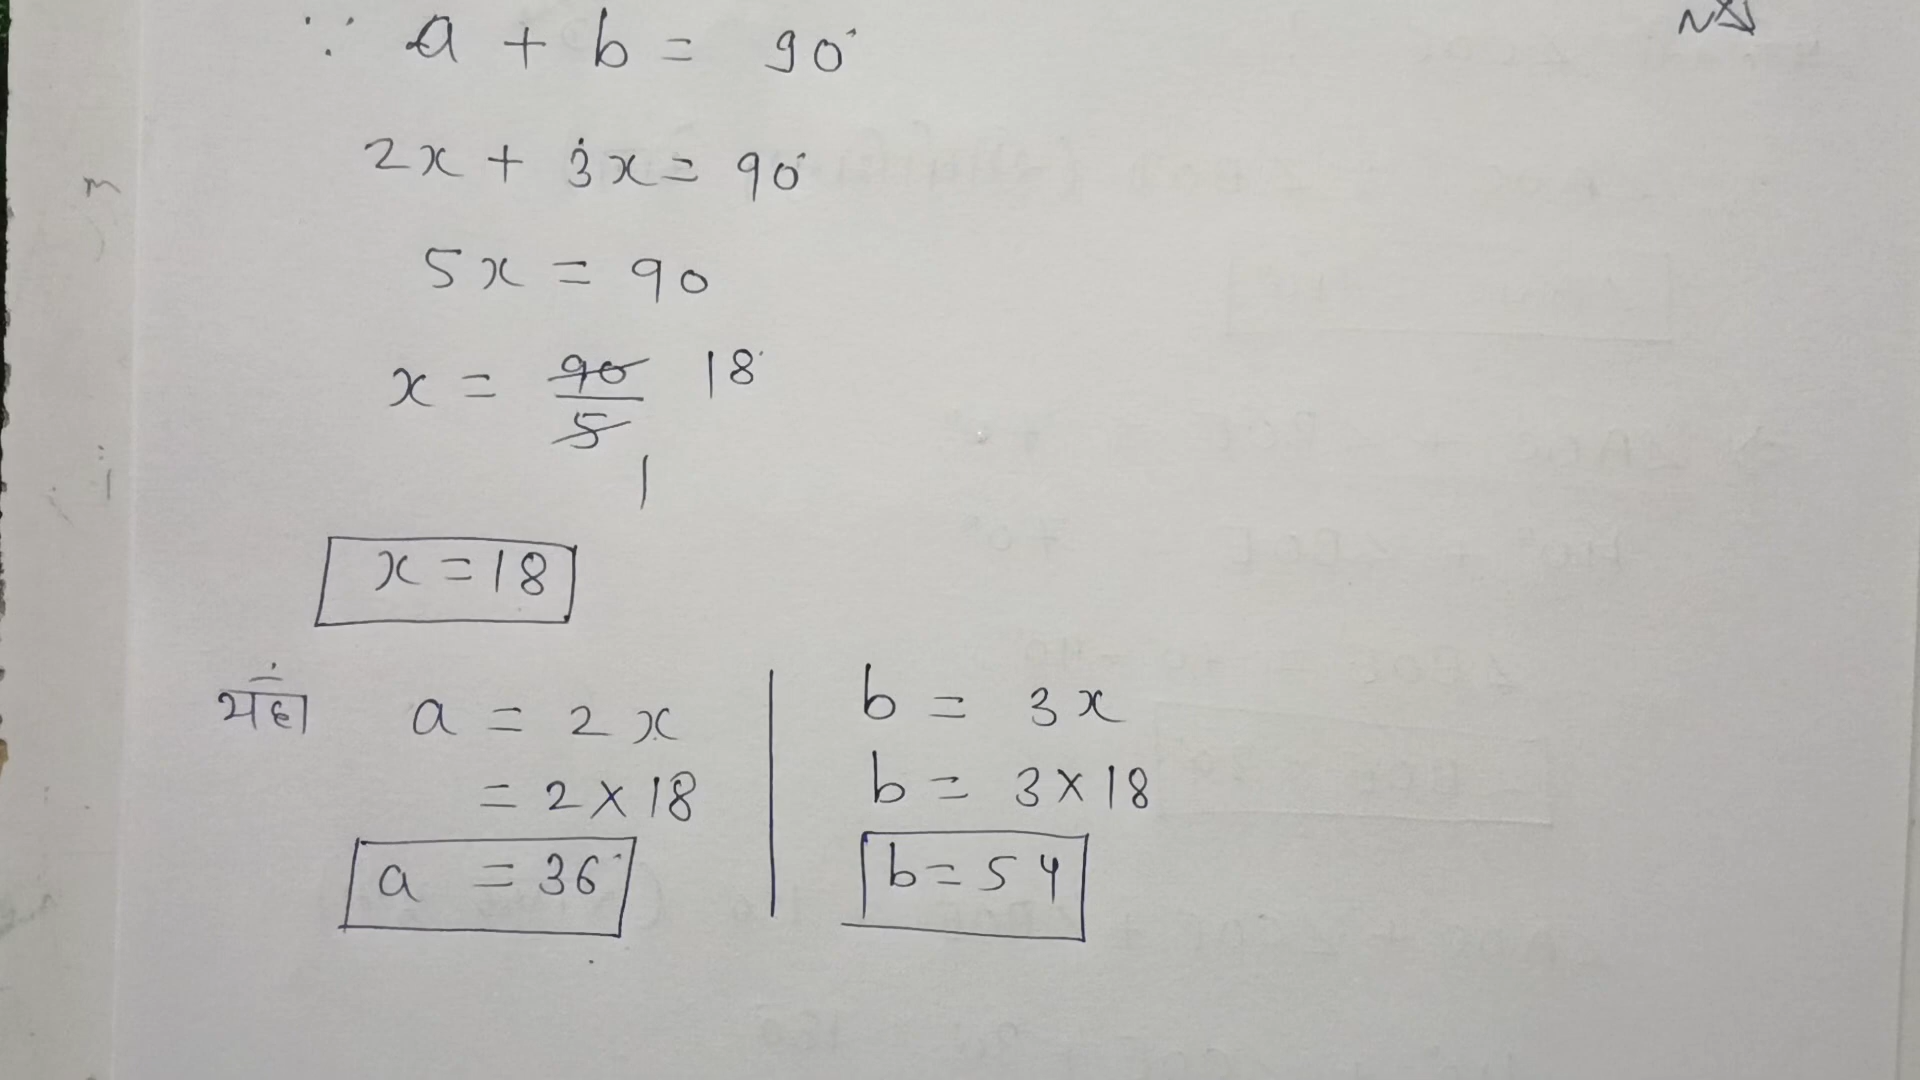 ∵ a + b = 90°
2x + 3x = 90°
5x = 90
x = 90/5 18
1
x = 18
यहां a = 2x
= 2 × 18
a = 36°
b = 3x
b = 3 × 18
b = 54